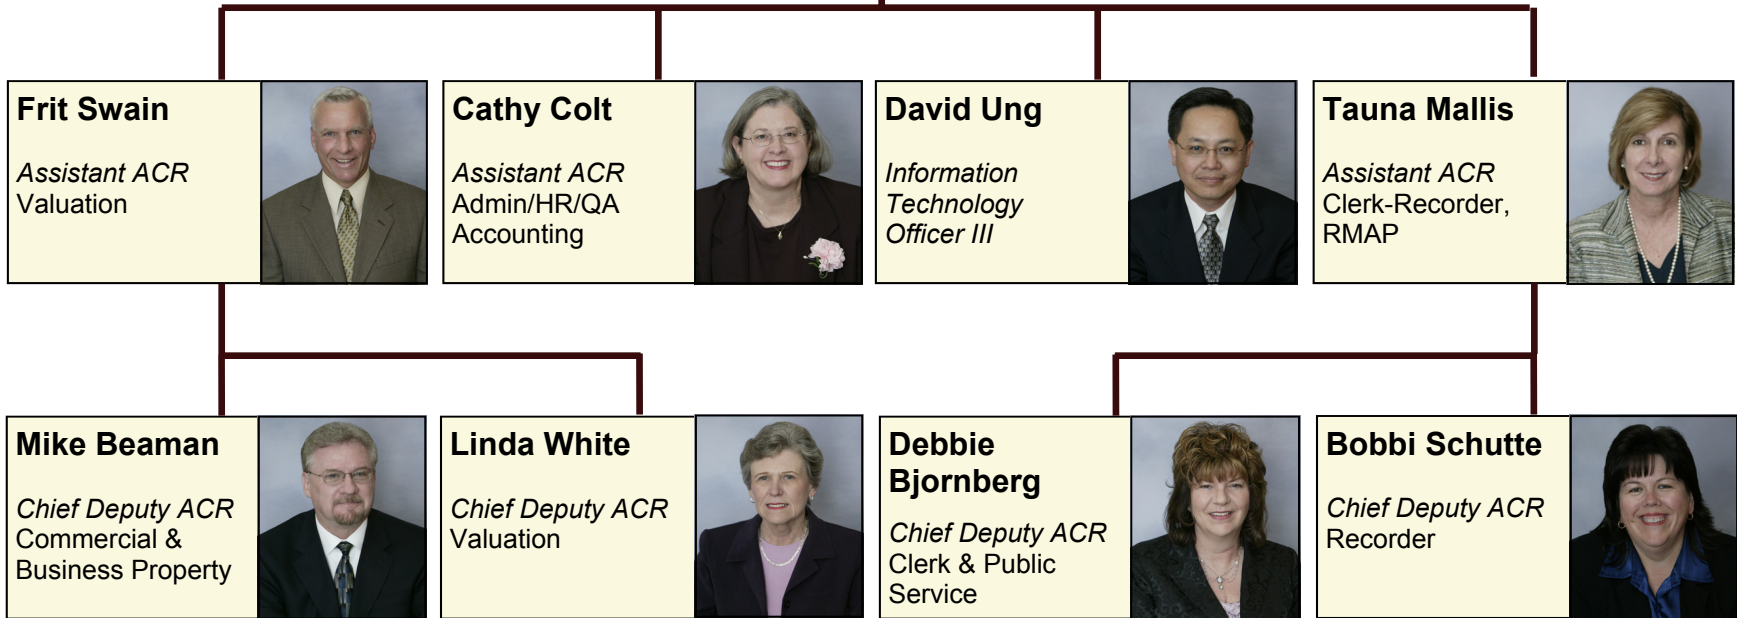 Frit Swain
Assistant ACR
Valuation
Cathy Colt
Assistant ACR
Admin/HR/QA
Accounting
David Ung
Information
Technology
Officer III
Tauna Mallis
Assistant ACR
Clerk-Recorder,
RMAP
Mike Beaman
Chief Deputy ACR
Commercial &
Business Property
Linda White
Chief Deputy ACR
Valuation
Debbie
Bjornberg
Chief Deputy ACR
Clerk & Public
Service
Bobbi Schutte
Chief Deputy ACR
Recorder